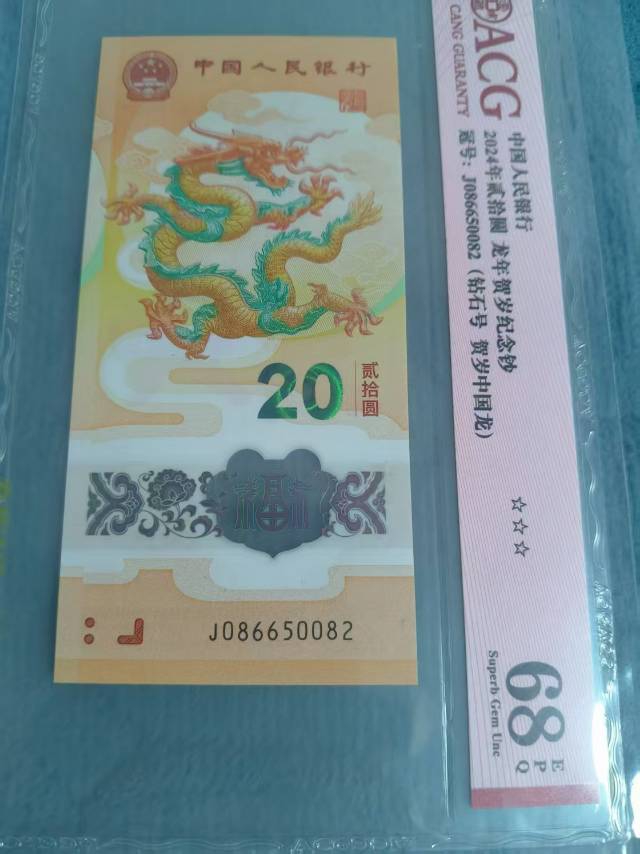 中国人民银行
20
贰拾圆
福
J086650082
ACG
CANG GUARANTY
中国人民银行
2024年贰拾圆 龙年贺岁纪念钞
冠号：J086650082（钻石号 贺岁中国龙）
☆☆☆
68 EPQ
Superb Gem Unc